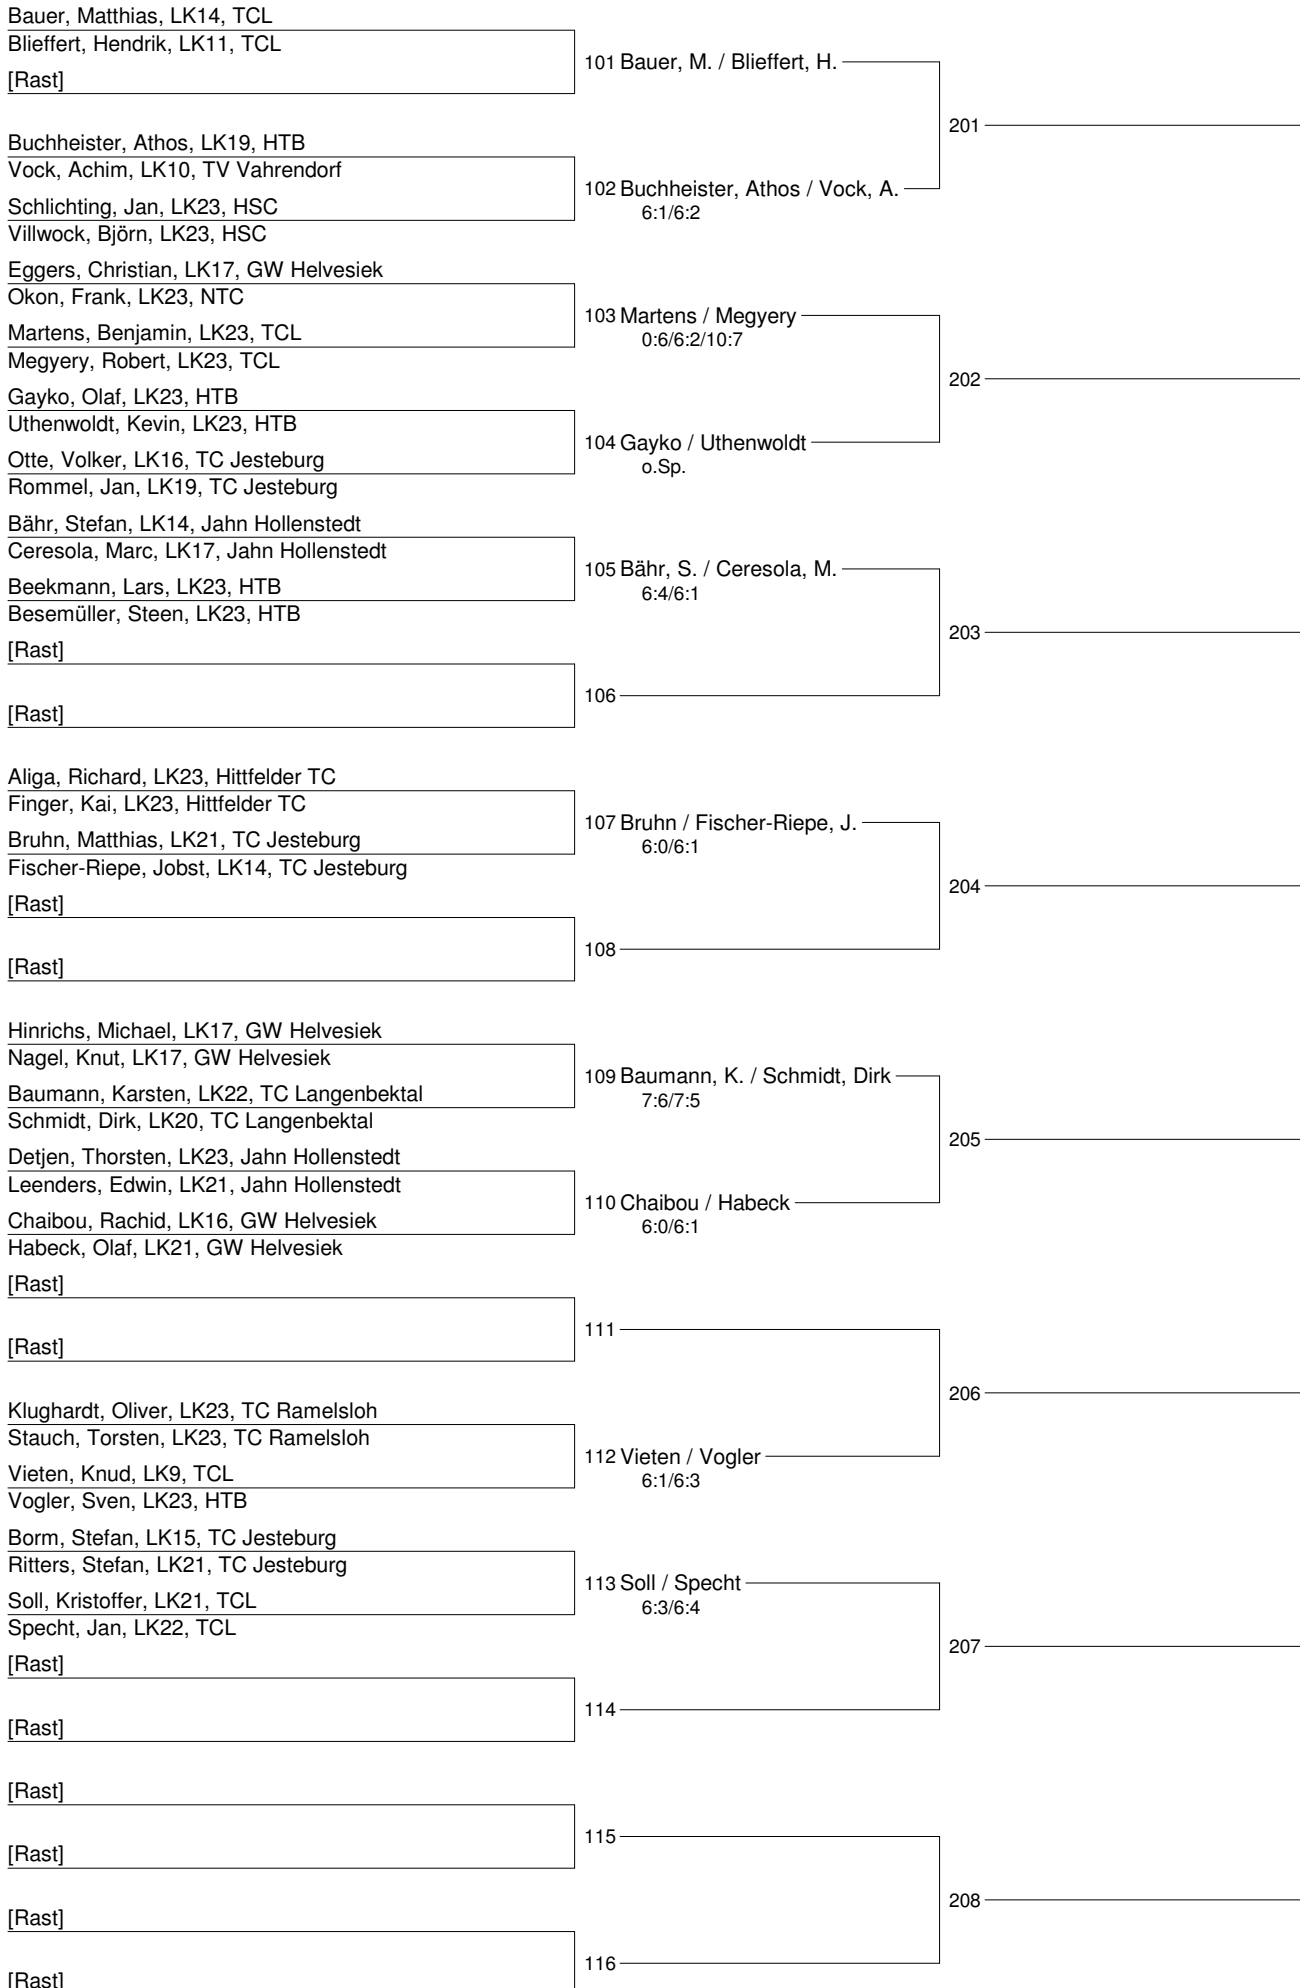 Bauer, Matthias, LK14, TCL
Blieffert, Hendrik, LK11, TCL
101 Bauer, M. / Blieffert, H.
[Rast]
201
Buchheister, Athos, LK19, HTB
Vock, Achim, LK10, TV Vahrendorf
102 Buchheister, Athos / Vock, A.
6:1/6:2
Schlichting, Jan, LK23, HSC
Villwock, Björn, LK23, HSC
Eggers, Christian, LK17, GW Helvesiek
Okon, Frank, LK23, NTC
103 Martens / Megyery
0:6/6:2/10:7
Martens, Benjamin, LK23, TCL
Megyery, Robert, LK23, TCL
202
Gayko, Olaf, LK23, HTB
Uthenwoldt, Kevin, LK23, HTB
104 Gayko / Uthenwoldt
o.Sp.
Otte, Volker, LK16, TC Jesteburg
Rommel, Jan, LK19, TC Jesteburg
Bähr, Stefan, LK14, Jahn Hollenstedt
Ceresola, Marc, LK17, Jahn Hollenstedt
105 Bähr, S. / Ceresola, M.
6:4/6:1
Beekmann, Lars, LK23, HTB
Besemüller, Steen, LK23, HTB
203
[Rast]
106
[Rast]
Aliga, Richard, LK23, Hittfelder TC
Finger, Kai, LK23, Hittfelder TC
107 Bruhn / Fischer-Riepe, J.
6:0/6:1
Bruhn, Matthias, LK21, TC Jesteburg
Fischer-Riepe, Jobst, LK14, TC Jesteburg
204
[Rast]
108
[Rast]
Hinrichs, Michael, LK17, GW Helvesiek
Nagel, Knut, LK17, GW Helvesiek
109 Baumann, K. / Schmidt, Dirk
7:6/7:5
Baumann, Karsten, LK22, TC Langenbektal
Schmidt, Dirk, LK20, TC Langenbektal
205
Detjen, Thorsten, LK23, Jahn Hollenstedt
Leenders, Edwin, LK21, Jahn Hollenstedt
110 Chaibou / Habeck
6:0/6:1
Chaibou, Rachid, LK16, GW Helvesiek
Habeck, Olaf, LK21, GW Helvesiek
[Rast]
111
[Rast]
206
Klughardt, Oliver, LK23, TC Ramelsloh
Stauch, Torsten, LK23, TC Ramelsloh
112 Vieten / Vogler
6:1/6:3
Vieten, Knud, LK9, TCL
Vogler, Sven, LK23, HTB
Borm, Stefan, LK15, TC Jesteburg
Ritters, Stefan, LK21, TC Jesteburg
113 Soll / Specht
6:3/6:4
Soll, Kristoffer, LK21, TCL
Specht, Jan, LK22, TCL
207
[Rast]
114
[Rast]
[Rast]
115
[Rast]
208
[Rast]
116
[Rast]